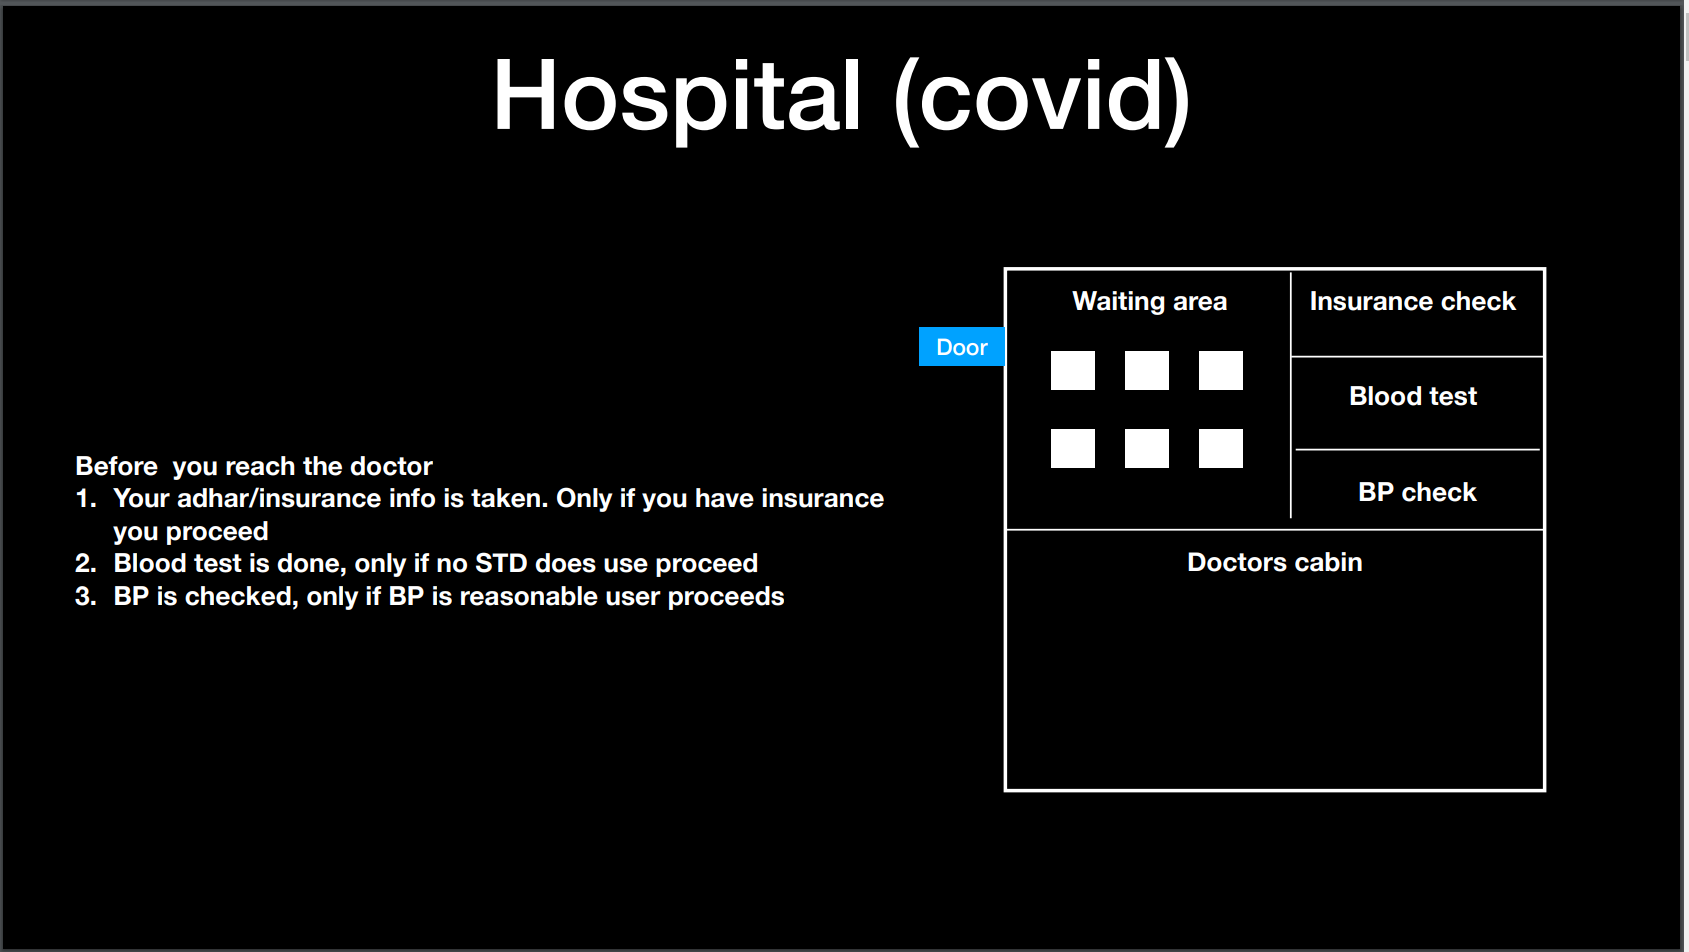 Hospital (covid)
Before  you reach the doctor
1. Your adhar/insurance info is taken. Only if you have insurance
you proceed
2. Blood test is done, only if no STD does use proceed
3. BP is checked, only if BP is reasonable user proceeds
Door
Waiting area
Insurance check
Blood test
BP check
Doctors cabin